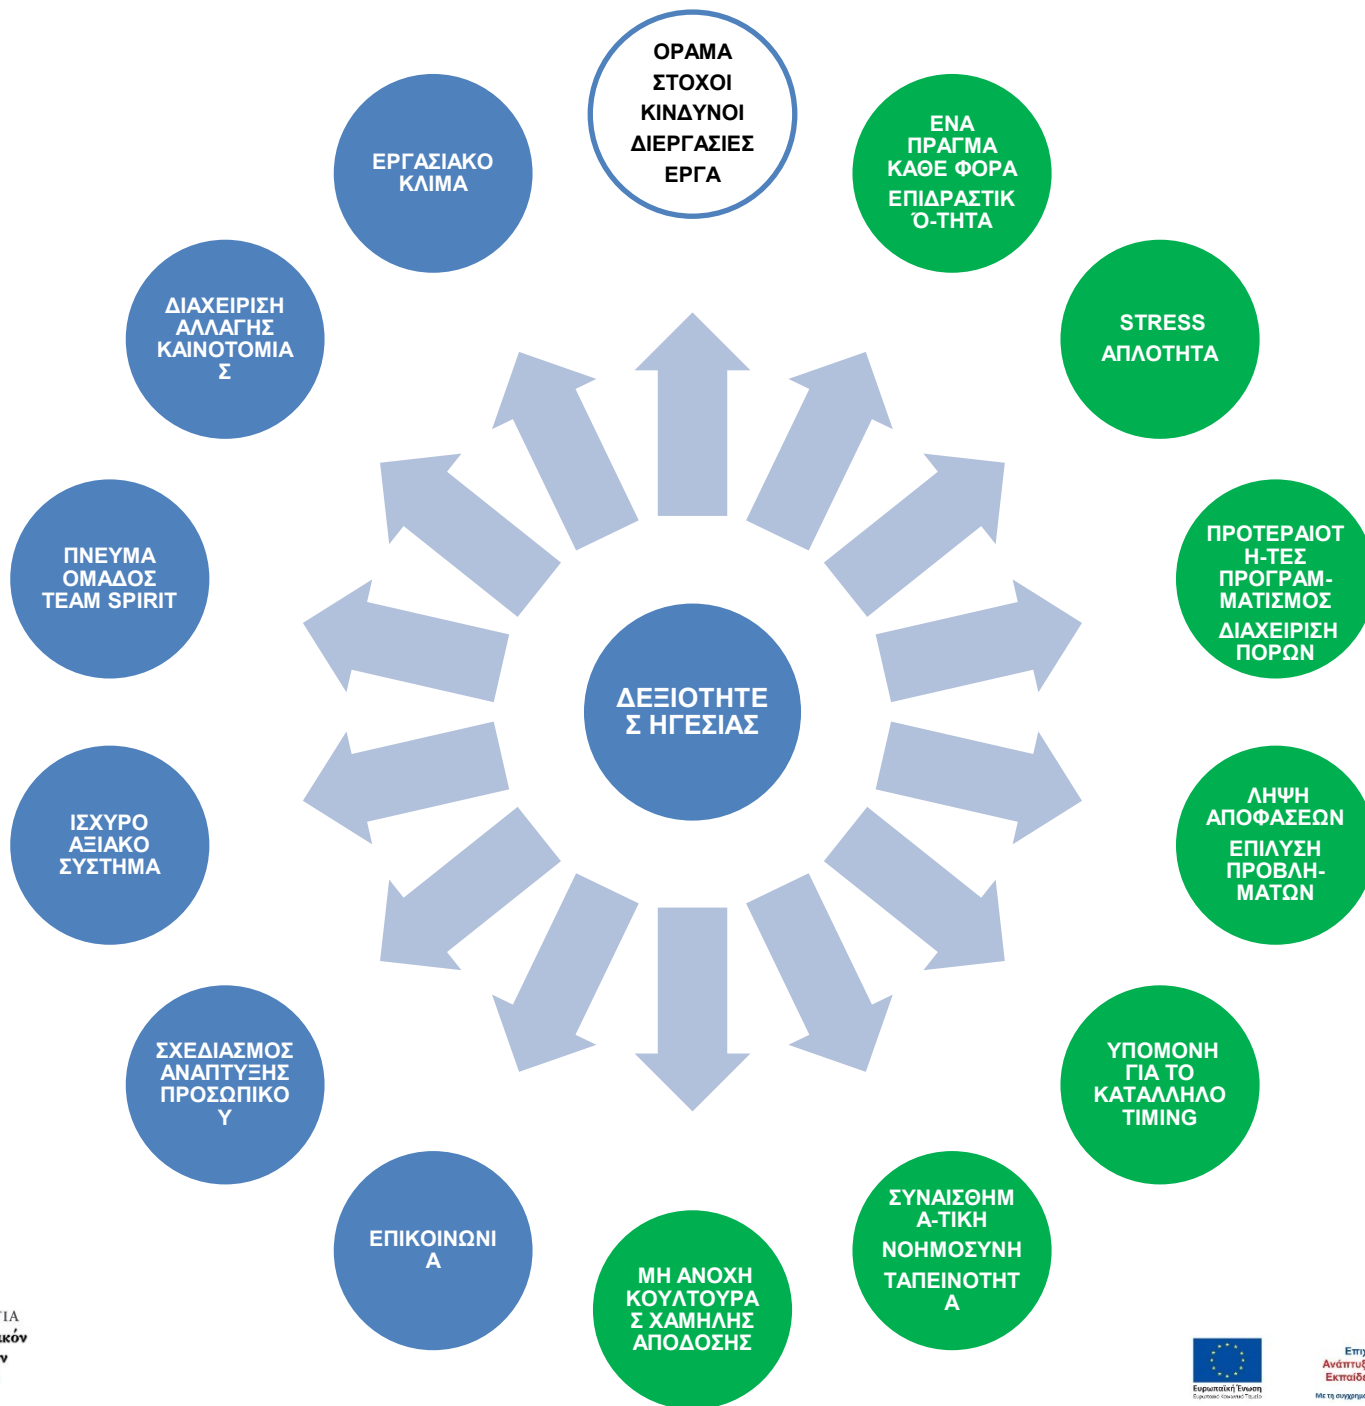 ΟΡΑΜΑ
ΣΤΟΧΟΙ
ΚΙΝΔΥΝΟΙ
ΔΙΕΡΓΑΣΙΕΣ
ΕΡΓΑ
ΕΝΑ
ΠΡΑΓΜΑ
ΚΑΘΕ ΦΟΡΑ
ΕΠΙΔΡΑΣΤΙΚ
Ό-ΤΗΤΑ
STRESS
ΑΠΛΟΤΗΤΑ
ΠΡΟΤΕΡΑΙΟΤ
Η-ΤΕΣ
ΠΡΟΓΡΑΜ-
ΜΑΤΙΣΜΟΣ
ΔΙΑΧΕΙΡΙΣΗ
ΠΟΡΩΝ
ΛΗΨΗ
ΑΠΟΦΑΣΕΩΝ
ΕΠΙΛΥΣΗ
ΠΡΟΒΛΗ-
ΜΑΤΩΝ
ΥΠΟΜΟΝΗ
ΓΙΑ ΤΟ
ΚΑΤΑΛΛΗΛΟ
TIMING
ΣΥΝΑΙΣΘΗΜ
Α-ΤΙΚΗ
ΝΟΗΜΟΣΥΝΗ
ΤΑΠΕΙΝΟΤΗΤ
Α
ΜΗ ΑΝΟΧΗ
ΚΟΥΛΤΟΥΡΑ
Σ ΧΑΜΗΛΗΣ
ΑΠΟΔΟΣΗΣ
ΕΠΙΚΟΙΝΩΝΙ
Α
ΣΧΕΔΙΑΣΜΟΣ
ΑΝΑΠΤΥΞΗΣ
ΠΡΟΣΩΠΙΚΟ
Υ
ΙΣΧΥΡΟ
ΑΞΙΑΚΟ
ΣΥΣΤΗΜΑ
ΠΝΕΥΜΑ
ΟΜΑΔΟΣ
TEAM SPIRIT
ΔΙΑΧΕΙΡΙΣΗ
ΑΛΛΑΓΗΣ
ΚΑΙΝΟΤΟΜΙΑ
Σ
ΕΡΓΑΣΙΑΚΟ
ΚΛΙΜΑ
ΔΕΞΙΟΤΗΤΕ
Σ ΗΓΕΣΙΑΣ
Ευρωπαϊκή Ένωση
Ευρωπαϊκό Κοινωνικό Ταμείο